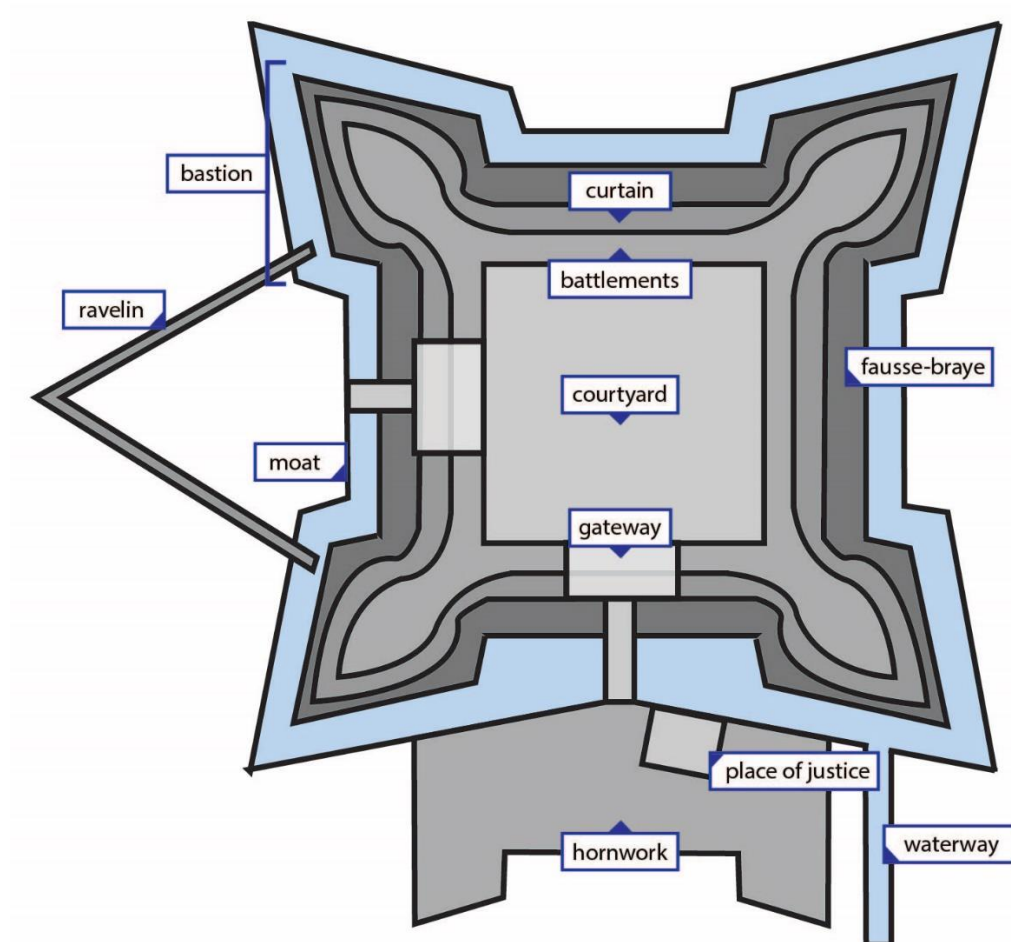 bastion
curtain
battlements
ravelin
fausse-braye
courtyard
moat
gateway
place of justice
hornwork
waterway